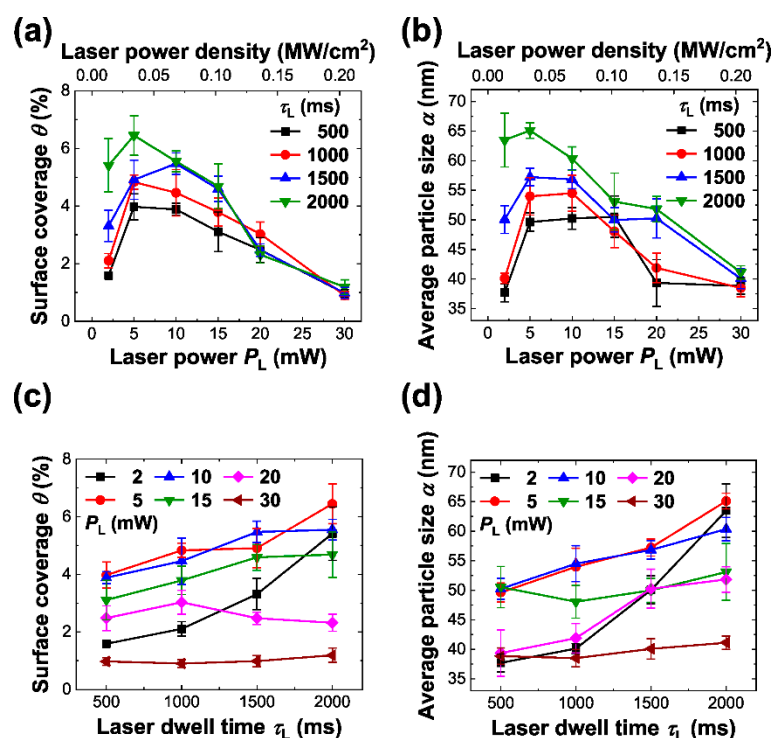 (a)
Laser power density (MW/cm²)
0.01 0.05 0.10 0.15 0.20
8
6
4
2
0
Surface coverage θ (%)
τL
(ms)
500
1000
1500
2000
0 5 10 15 20 25 30
Laser power PL (mW)
(b)
Laser power density (MW/cm²)
0.01 0.05 0.10 0.15 0.20
70
65
60
55
50
45
40
35
Average particle size α (nm)
τL
(ms)
500
1000
1500
2000
0 5 10 15 20 25 30
Laser power PL (mW)
(c)
8
6
4
2
0
Surface coverage θ (%)
2 10 20
5 15 30
PL (mW)
500 1000 1500 2000
Laser dwell time τL (ms)
(d)
70
65
60
55
50
45
40
35
Average particle size α (nm)
2 10 20
5 15 30
PL (mW)
500 1000 1500 2000
Laser dwell time τL (ms)